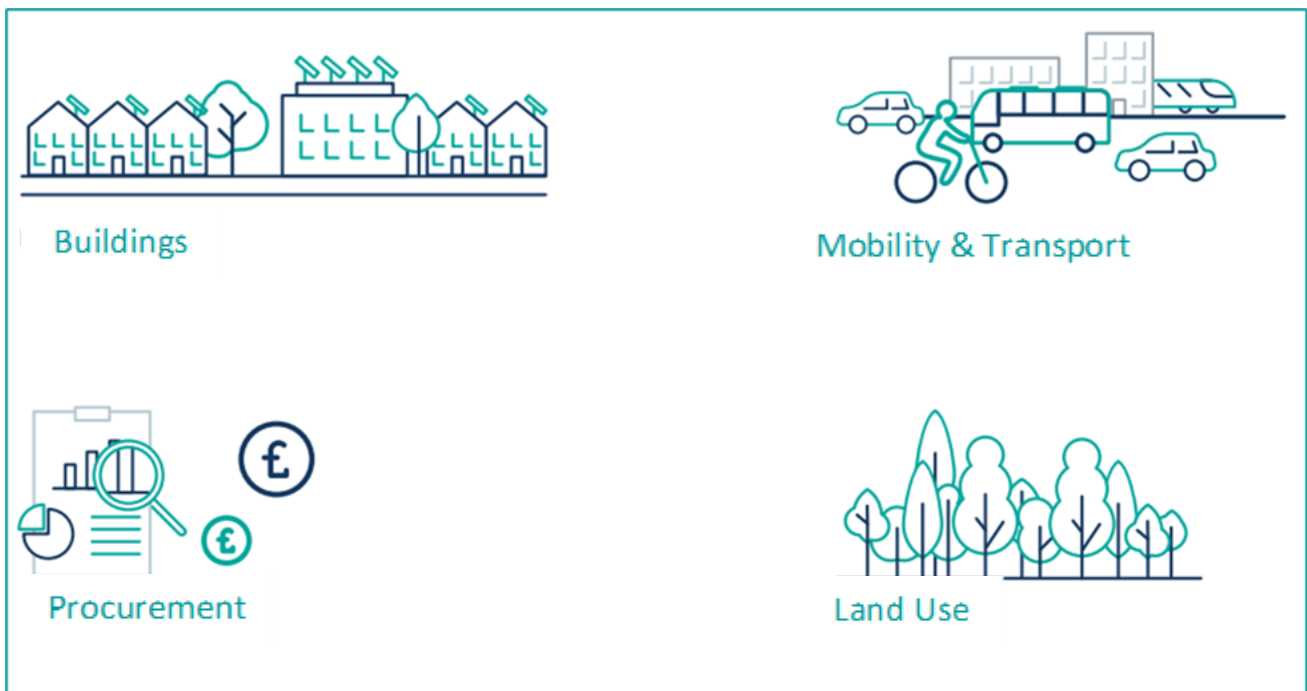 Buildings
Mobility & Transport
£
£
Procurement
Land Use